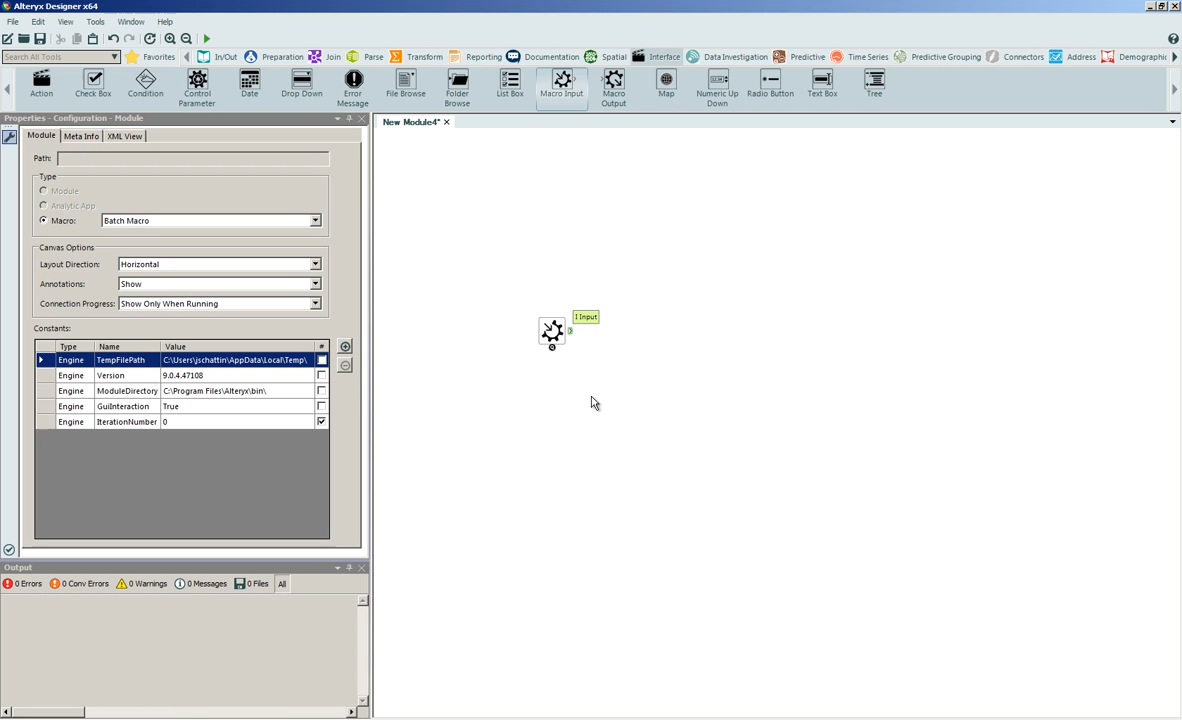 Alteryx Designer x64
File Edit View Tools Window Help
Search All Tools Favorites In/Out Preparation Join Parse Transform Reporting Documentation Spatial Interface Data Investigation Predictive Time Series Predictive Grouping Connectors Address Demographic
Action Check Box Condition Control Parameter Date Drop Down Error Message File Browse Folder Browse List Box Macro Input Macro Output Map Numeric Up Down Radio Button Text Box Tree
Properties - Configuration - Module
New Module4*
Module Meta Info XML View
Path:
Type
Module
Analytic App
Macro: Batch Macro
Canvas Options
Layout Direction: Horizontal
Annotations: Show
Connection Progress: Show Only When Running
I Input
Constants:
Type Name Value #
Engine TempFilePath C:\Users\jschattin\AppData\Local\Temp\
Engine Version 9.0.4.47108
Engine ModuleDirectory C:\Program Files\Alteryx\bin\
Engine GuiInteraction True
Engine IterationNumber 0
Output
0 Errors 0 Conv Errors 0 Warnings 0 Messages 0 Files All